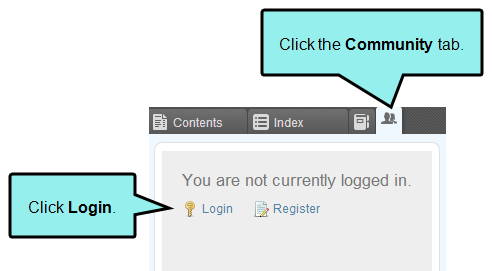 Click the Community tab.
Contents Index
You are not currently logged in.
Click Login.
Login Register